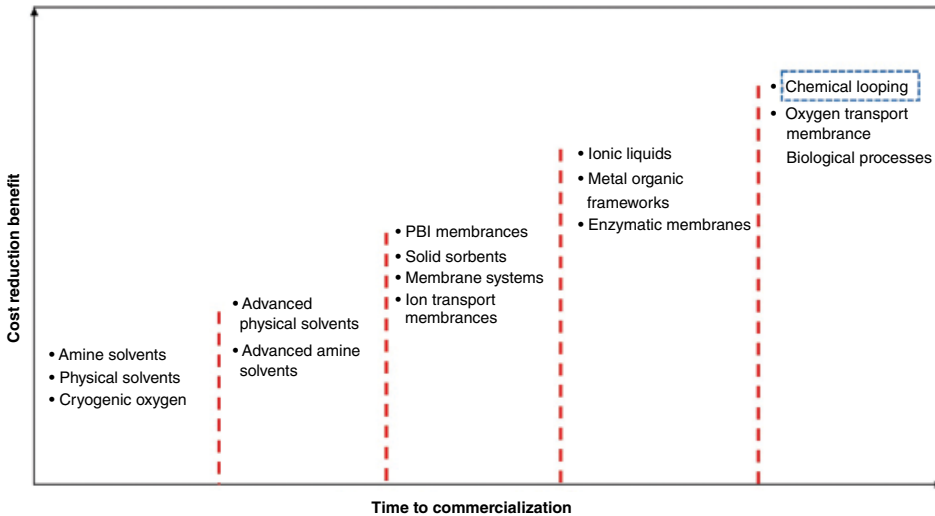 Cost reduction benefit
• Amine solvents
• Physical solvents
• Cryogenic oxygen
• Advanced
physical solvents
• Advanced amine
solvents
• PBI membrances
• Solid sorbents
• Membrane systems
• Ion transport
membrances
• Ionic liquids
• Metal organic
frameworks
• Enzymatic membranes
• Chemical looping
• Oxygen transport
membrance
Biological processes
Time to commercialization